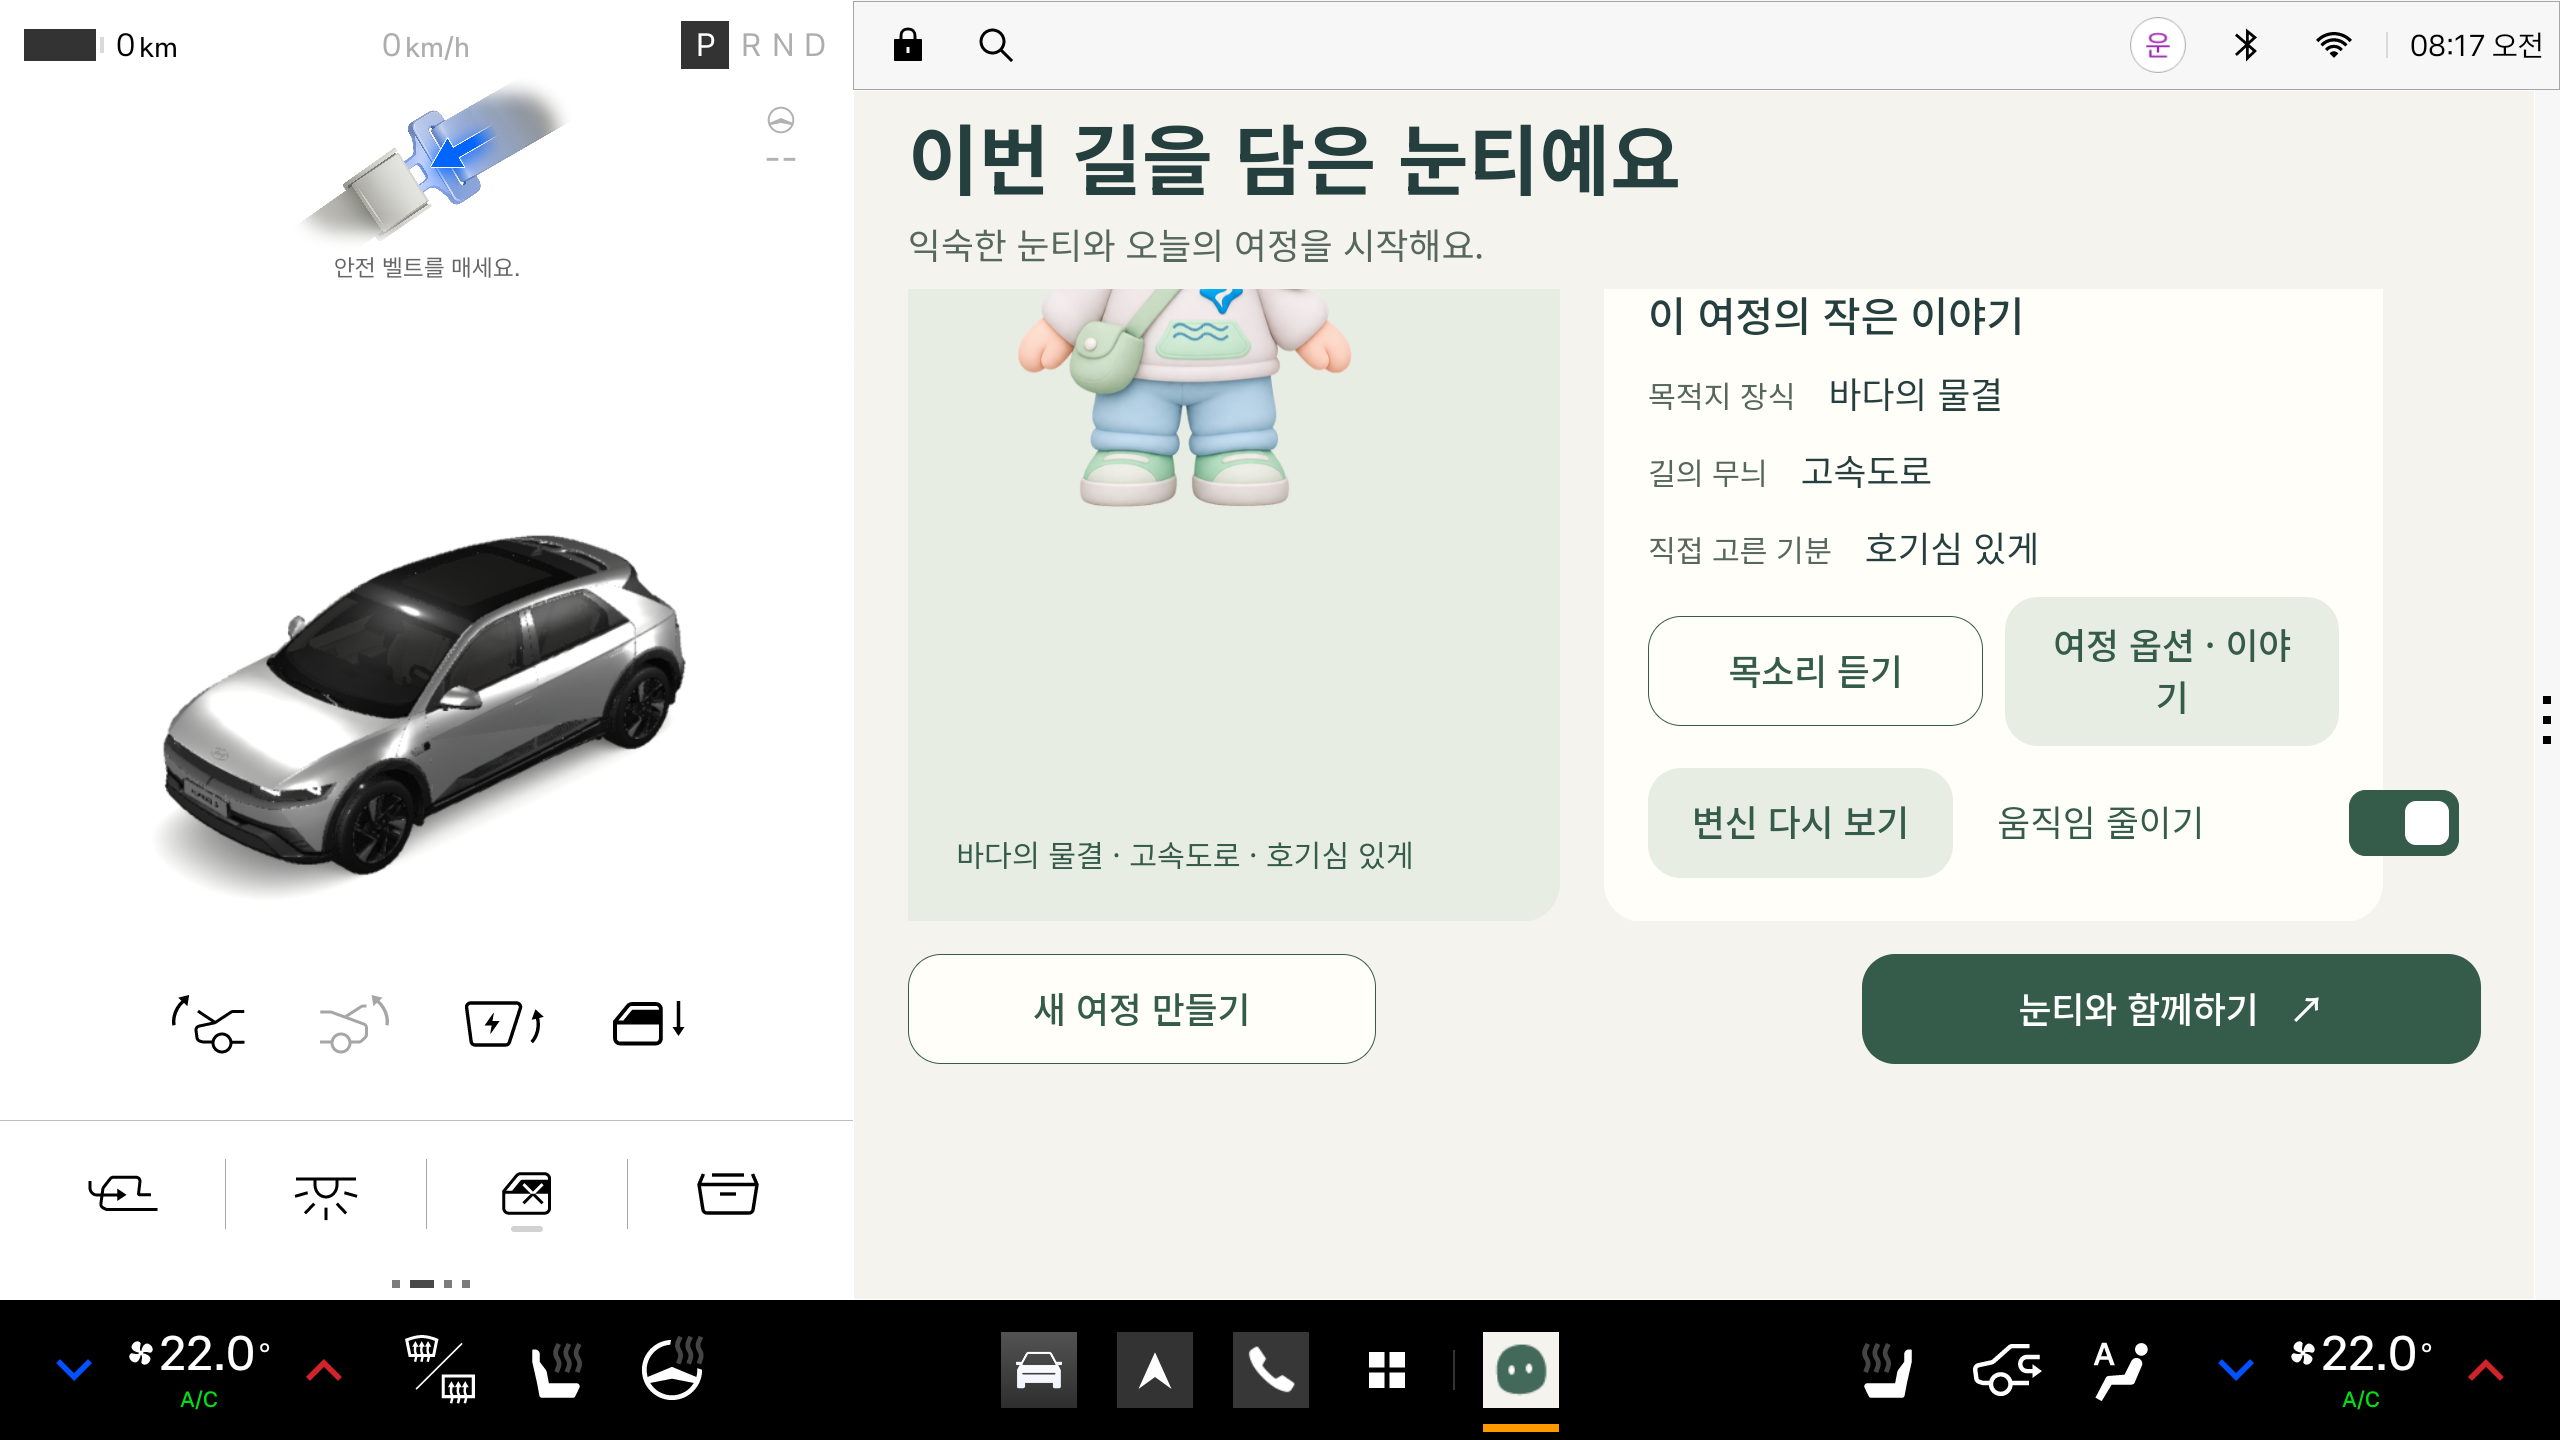 0 km
0 km/h
P R N D
08:17 오전
운
안전 벨트를 매세요.
--
이번 길을 담은 눈티예요
익숙한 눈티와 오늘의 여정을 시작해요.
바다의 물결 · 고속도로 · 호기심 있게
이 여정의 작은 이야기
목적지 장식 바다의 물결
길의 무늬 고속도로
직접 고른 기분 호기심 있게
목소리 듣기
여정 옵션 · 이야
기
변신 다시 보기
움직임 줄이기
새 여정 만들기
눈티와 함께하기 ↗
22.0°
A/C
A
22.0°
A/C